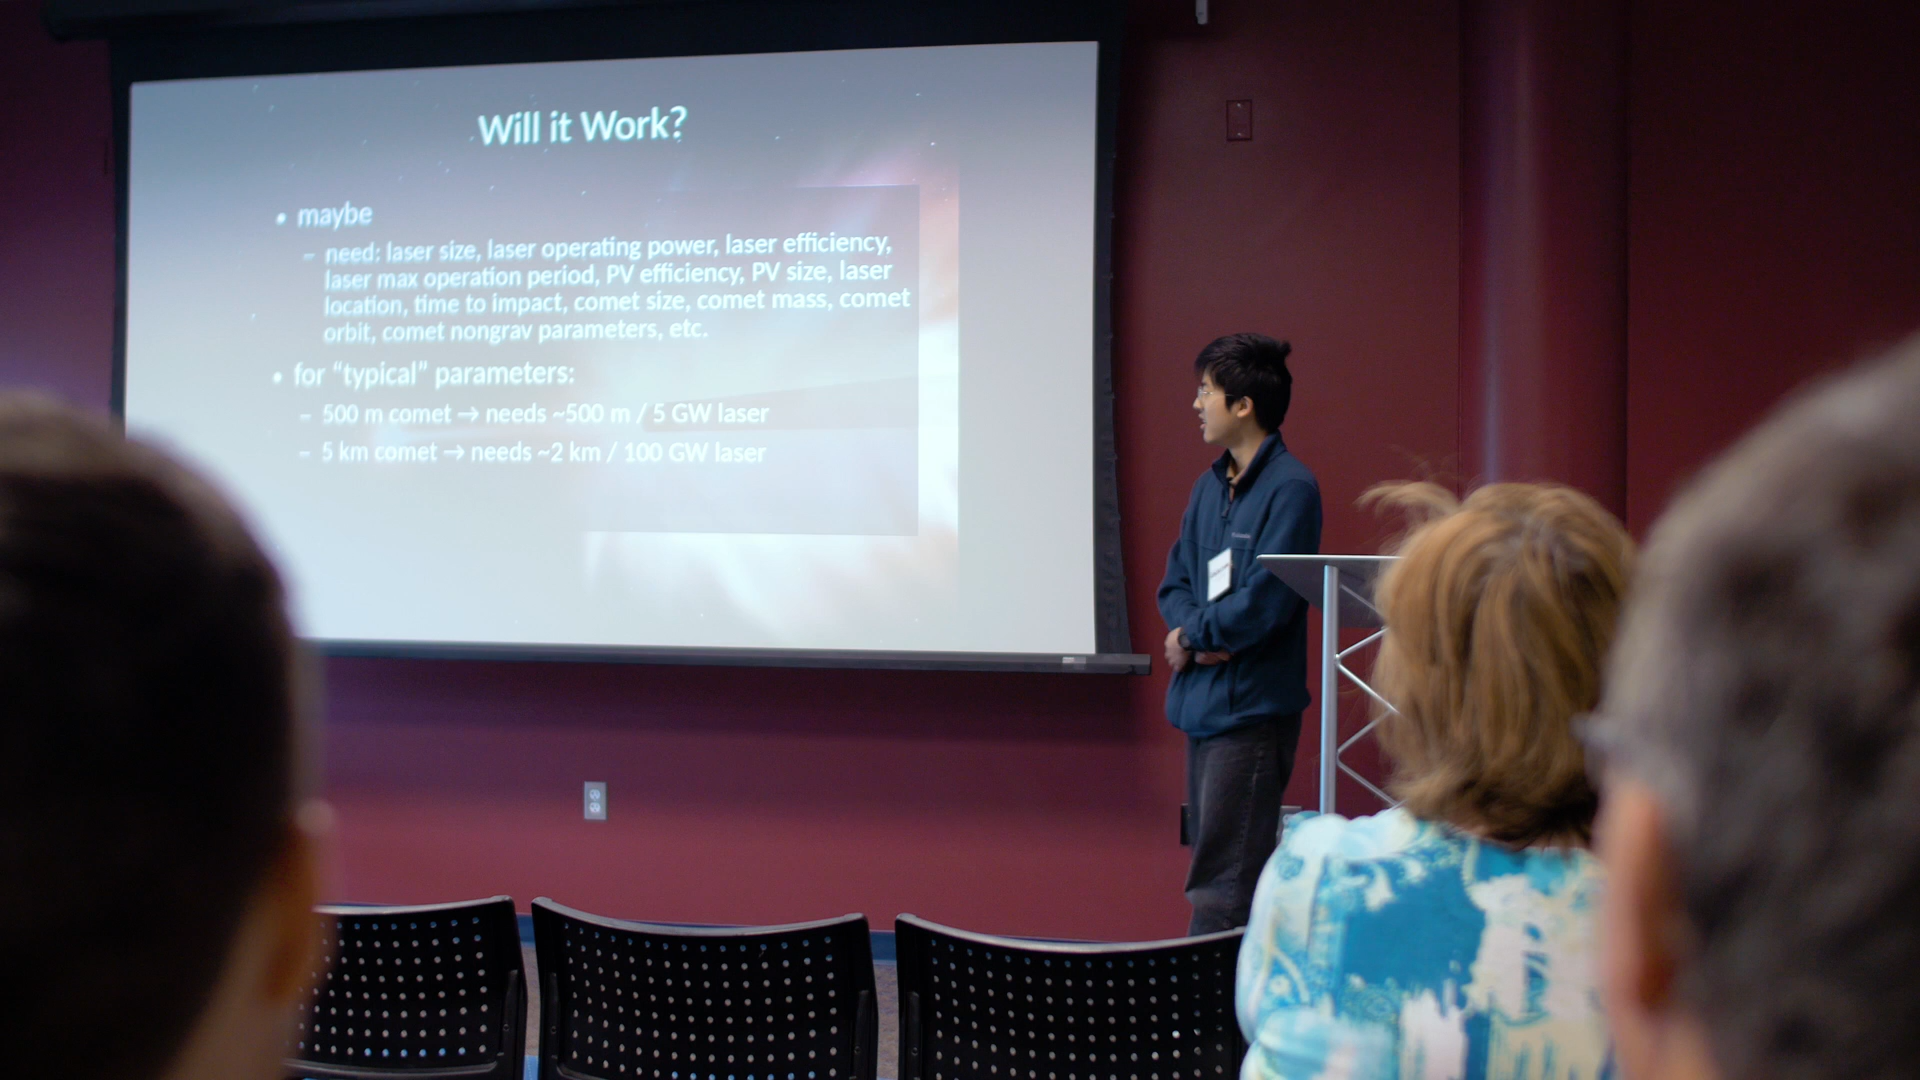 Will it Work?
• maybe
– need: laser size, laser operating power, laser efficiency,
laser max operation period, PV efficiency, PV size, laser
location, time to impact, comet size, comet mass, comet
orbit, comet nongrav parameters, etc.
• for “typical” parameters:
– 500 m comet → needs ~500 m / 5 GW laser
– 5 km comet → needs ~2 km / 100 GW laser